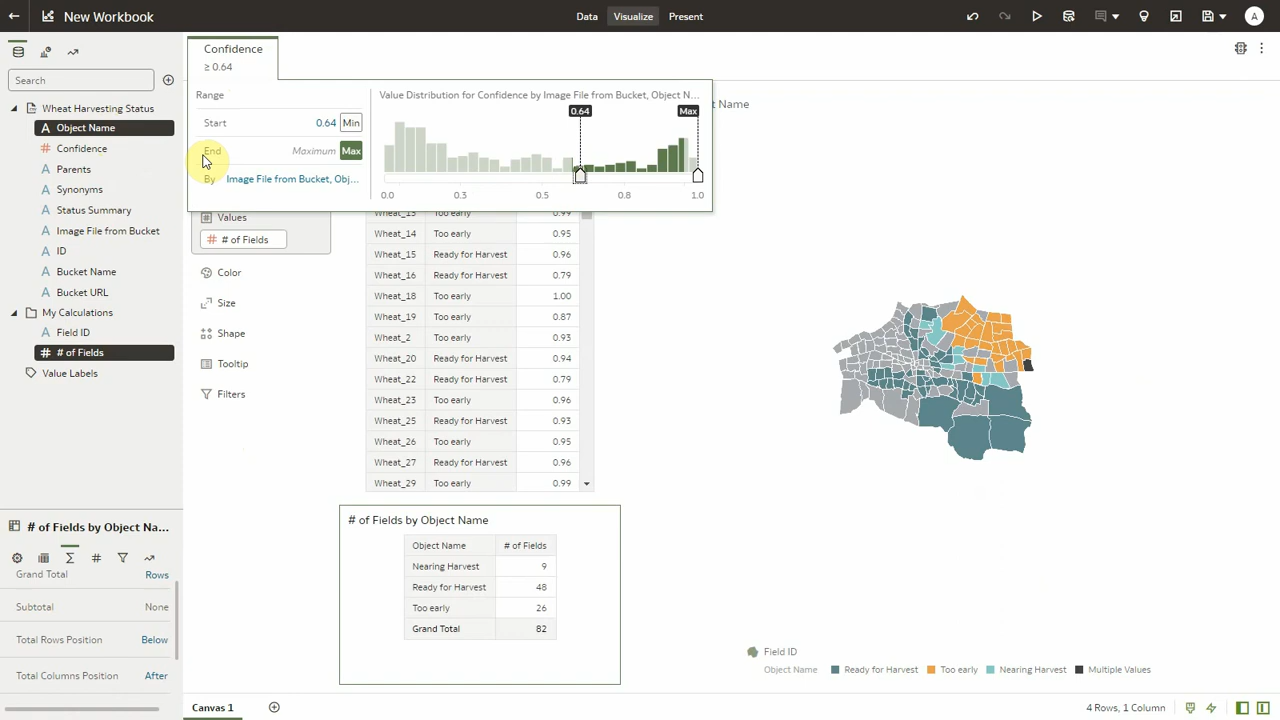 New Workbook
Data Visualize Present
A
Search
Wheat Harvesting Status
A Object Name
# Confidence
A Parents
A Synonyms
A Status Summary
A Image File from Bucket
A ID
A Bucket Name
A Bucket URL
My Calculations
A Field ID
# # of Fields
Value Labels
# of Fields by Object Na...
Grand Total Rows
Subtotal None
Total Rows Position Below
Total Columns Position After
Confidence
≥ 0.64
Range
Start 0.64 Min
End Maximum Max
By Image File from Bucket, Obj...
Value Distribution for Confidence by Image File from Bucket, Object N...
0.64 Max
0.0 0.3 0.5 0.8 1.0
Values
# # of Fields
Color
Size
Shape
Tooltip
Filters
Wheat_13 Too early 0.99
Wheat_14 Too early 0.95
Wheat_15 Ready for Harvest 0.96
Wheat_16 Ready for Harvest 0.79
Wheat_18 Too early 1.00
Wheat_19 Too early 0.87
Wheat_2 Too early 0.93
Wheat_20 Ready for Harvest 0.94
Wheat_22 Ready for Harvest 0.79
Wheat_23 Too early 0.96
Wheat_25 Ready for Harvest 0.93
Wheat_26 Too early 0.95
Wheat_27 Ready for Harvest 0.96
Wheat_29 Too early 0.99
# of Fields by Object Name
Object Name # of Fields
Nearing Harvest 9
Ready for Harvest 48
Too early 26
Grand Total 82
Name
Field ID
Object Name Ready for Harvest Too early Nearing Harvest Multiple Values
Canvas 1
4 Rows, 1 Column